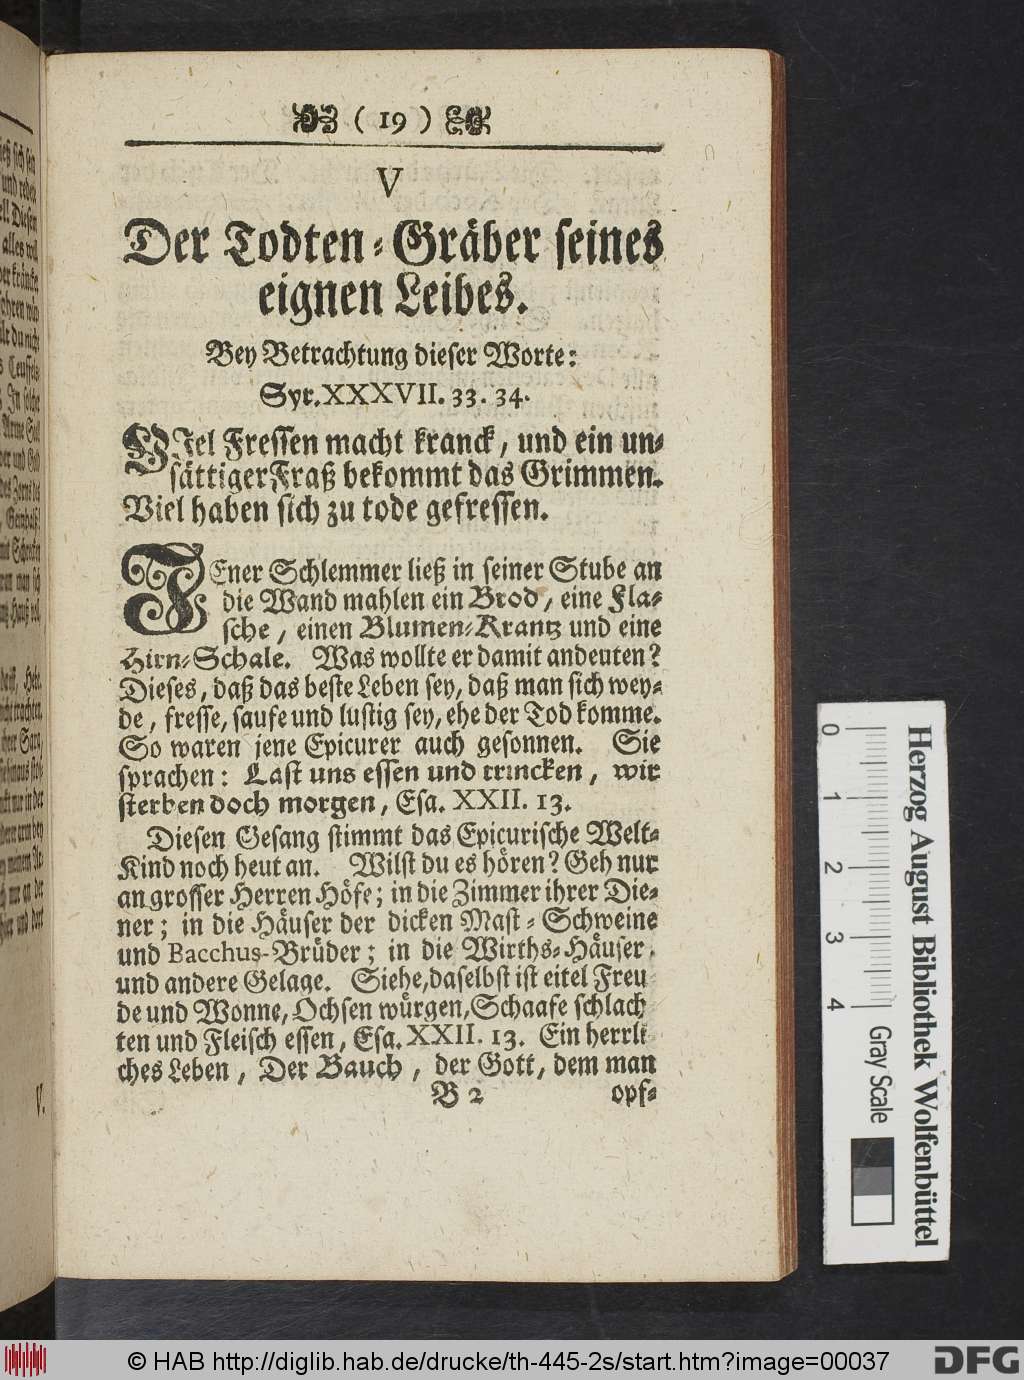 ( 19 )
V
Der Todten-Gräber seines
eignen Leibes.
Bey Betrachtung dieser Worte:
Syr. XXXVII. 33. 34.
VJel Fressen macht kranck, und ein un-
sättiger Fraß bekommt das Grimmen.
Viel haben sich zu tode gefressen.
JEner Schlemmer ließ in seiner Stube an
die Wand mahlen ein Brod, eine Fla-
sche, einen Blumen-Krantz und eine
Hirn-Schale. Was wollte er damit andeuten?
Dieses, daß das beste Leben sey, daß man sich wey-
de, fresse, saufe und lustig sey, ehe der Tod komme.
So waren jene Epicurer auch gesonnen. Sie
sprachen: Last uns essen und trincken, wir
sterben doch morgen, Esa. XXII. 13.
Diesen Gesang stimmt das Epicurische Welt-
Kind noch heut an. Wilst du es hören? Geh nur
an grosser Herren Höfe; in die Zimmer ihrer Die-
ner; in die Häuser der dicken Mast-Schweine
und Bacchus-Brüder; in die Wirths-Häuser
und andere Gelage. Siehe, daselbst ist eitel Freu
de und Wonne, Ochsen würgen, Schaafe schlach
ten und Fleisch essen, Esa. XXII. 13. Ein herrli
ches Leben, Der Bauch, der Gott, dem man
B 2 opf-
V.
0 1 2 3 4 Gray Scale
Herzog August Bibliothek Wolfenbüttel
© HAB http://diglib.hab.de/drucke/th-445-2s/start.htm?image=00037
DFG